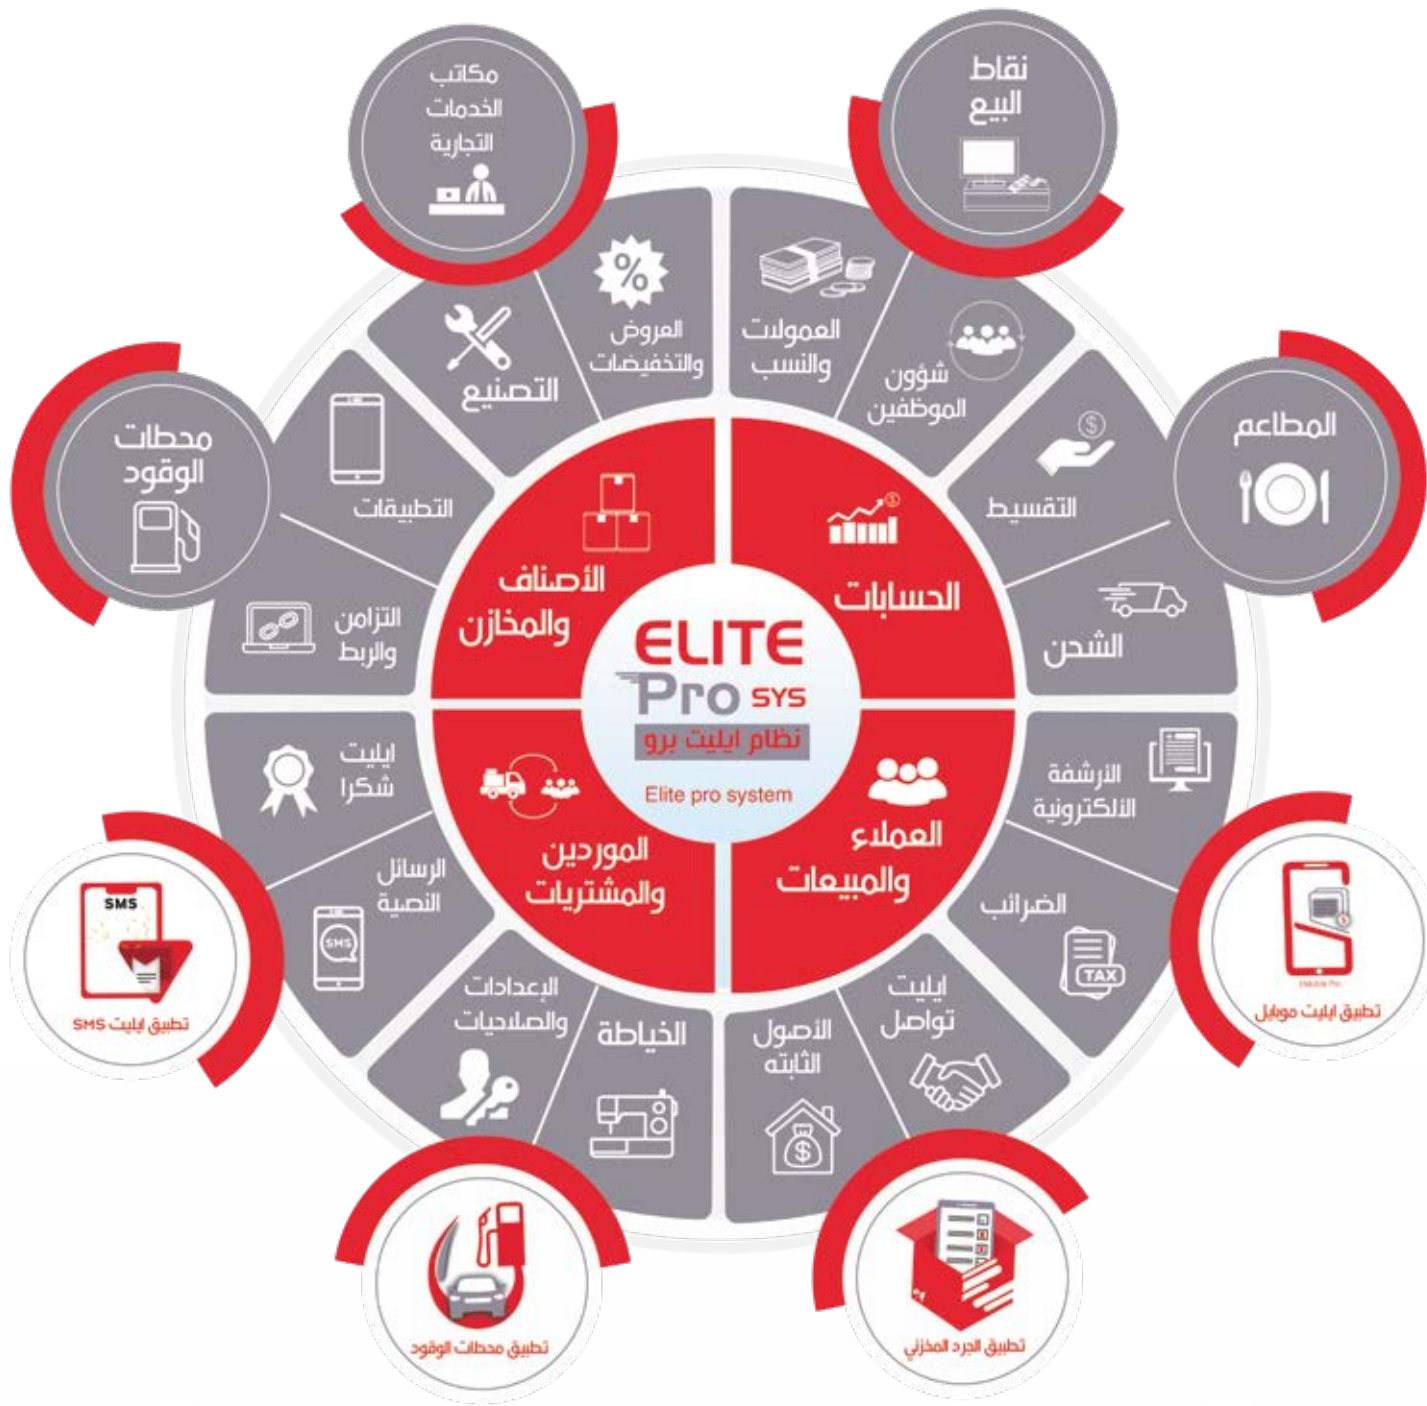 مكاتب
الخدمات
التجارية
نقاط
البيع
العروض
والتخفيضات
العمولات
والنسب
التصنيع
شؤون
الموظفين
محطات
الوقود
المطاعم
التطبيقات
التقسيط
التزامن
والربط
الشحن
الأصناف
والمخازن
الحسابات
ELITE
Pro SYS
نظام ايليت برو
Elite pro system
الموردين
والمشتريات
العملاء
والمبيعات
ايليت
شكرا
الأرشفة
الألكترونية
الرسائل
النصية
SMS
الضرائب
TAX
الإعدادات
والصلاحيات
الخياطة
الأصول
الثابته
ايليت
تواصل
SMS
تطبيق ايليت SMS
تطبيق ايليت موبايل
تطبيق محطات الوقود
تطبيق الجرد المخزني